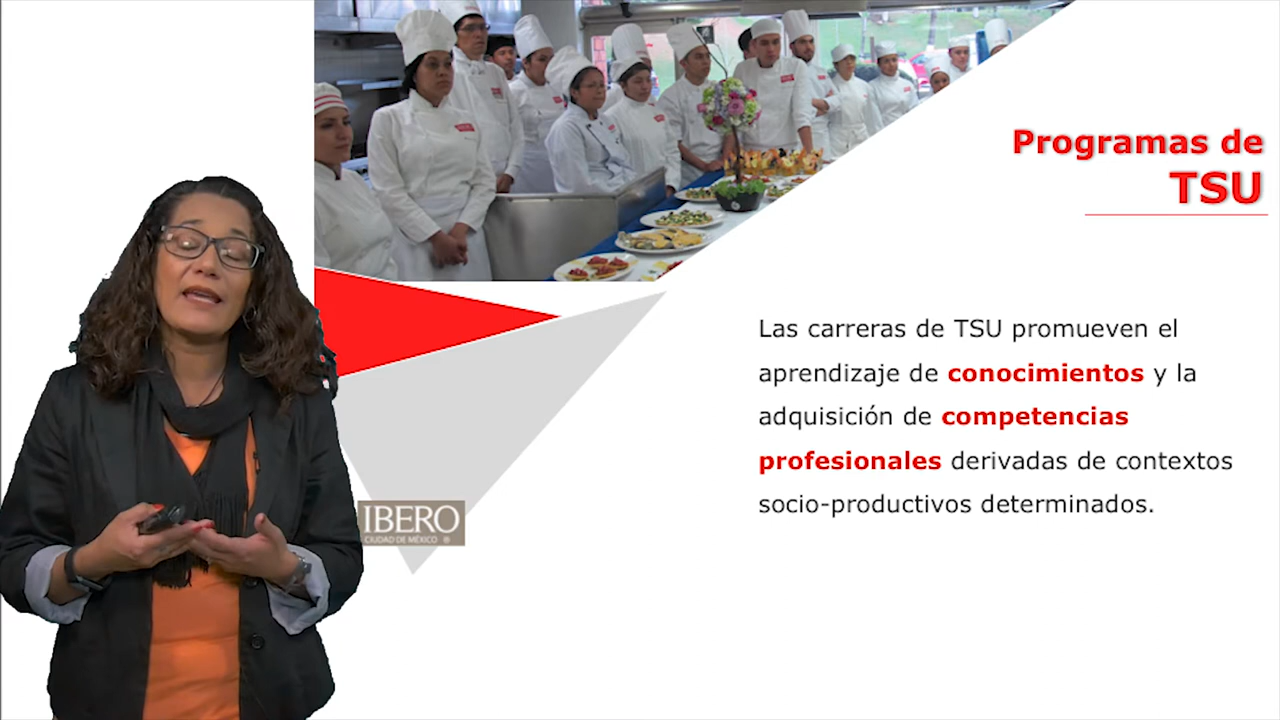 Programas de
TSU
Las carreras de TSU promueven el
aprendizaje de conocimientos y la
adquisición de competencias
profesionales derivadas de contextos
socio-productivos determinados.
IBERO
CIUDAD DE MÉXICO ®